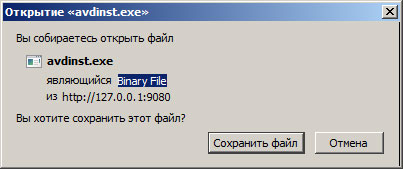 Открытие «avdinst.exe»
Вы собираетесь открыть файл
avdinst.exe
являющийся Binary File
из http://127.0.0.1:9080
Вы хотите сохранить этот файл?
Сохранить файл Отмена